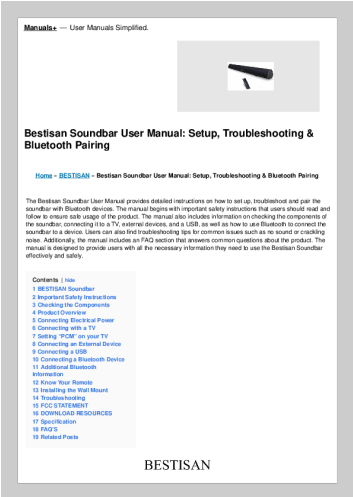 Manuals+ — User Manuals Simplified.
Bestisan Soundbar User Manual: Setup, Troubleshooting &
Bluetooth Pairing
Home » BESTISAN » Bestisan Soundbar User Manual: Setup, Troubleshooting & Bluetooth Pairing
The Bestisan Soundbar User Manual provides detailed instructions on how to set up, troubleshoot and pair the
soundbar with Bluetooth devices. The manual begins with important safety instructions that users should read and
follow to ensure safe usage of the product. The manual also includes information on checking the components of
the soundbar, connecting it to a TV, external devices, and a USB, as well as how to use Bluetooth to connect the
soundbar to a device. Users can also find troubleshooting tips for common issues such as no sound or crackling
noise. Additionally, the manual includes an FAQ section that answers common questions about the product. The
manual is designed to provide users with all the necessary information they need to use the Bestisan Soundbar
effectively and safely.
Contents | hide
1 BESTISAN Soundbar
2 Important Safety Instructions
3 Checking the Components
4 Product Overview
5 Connecting Electrical Power
6 Connecting with a TV
7 Setting "PCM" on your TV
8 Connecting an External Device
9 Connecting a USB
10 Connecting a Bluetooth Device
11 Additional Bluetooth
Information
12 Know Your Remote
13 Installing the Wall Mount
14 Troubleshooting
15 FCC STATEMENT
16 DOWNLOAD RESOURCES
17 Specification
18 FAQ'S
19 Related Posts
BESTISAN